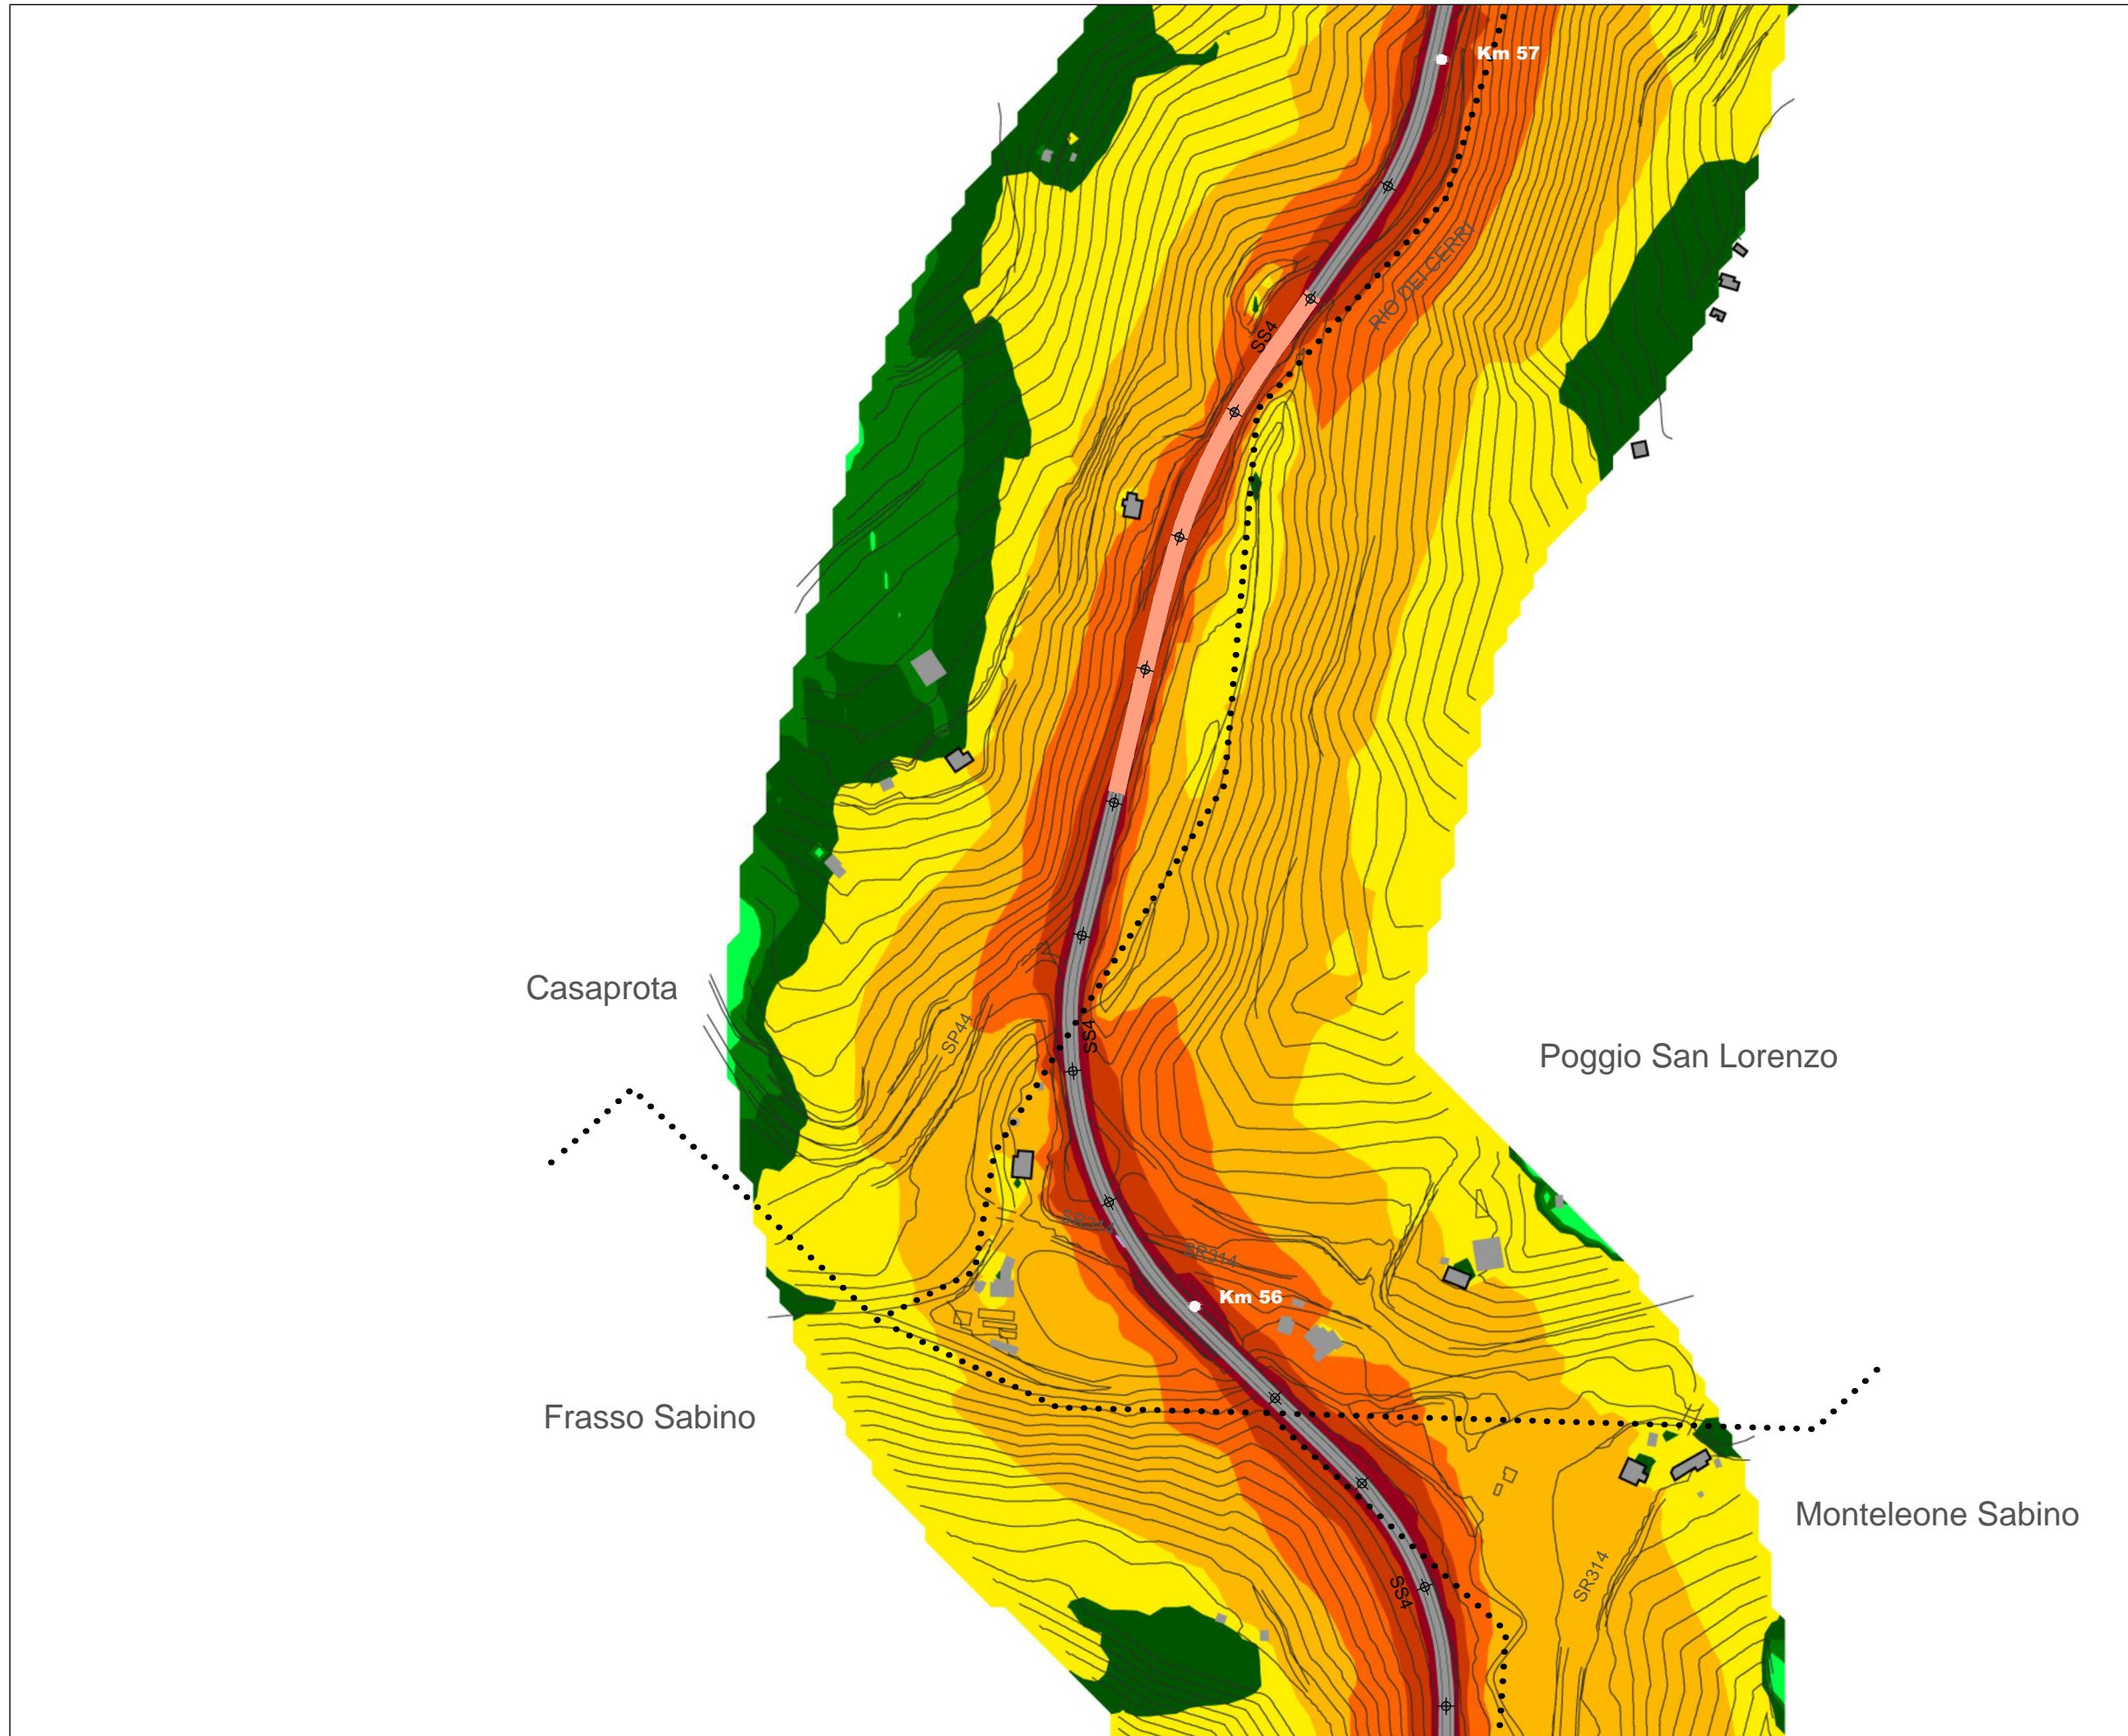 Km 57
RIO DEI CERRI
SS4
Casaprota
SP44
SS4
Poggio San Lorenzo
SR314
SR314
Km 56
Frasso Sabino
Monteleone Sabino
SR314
SS4